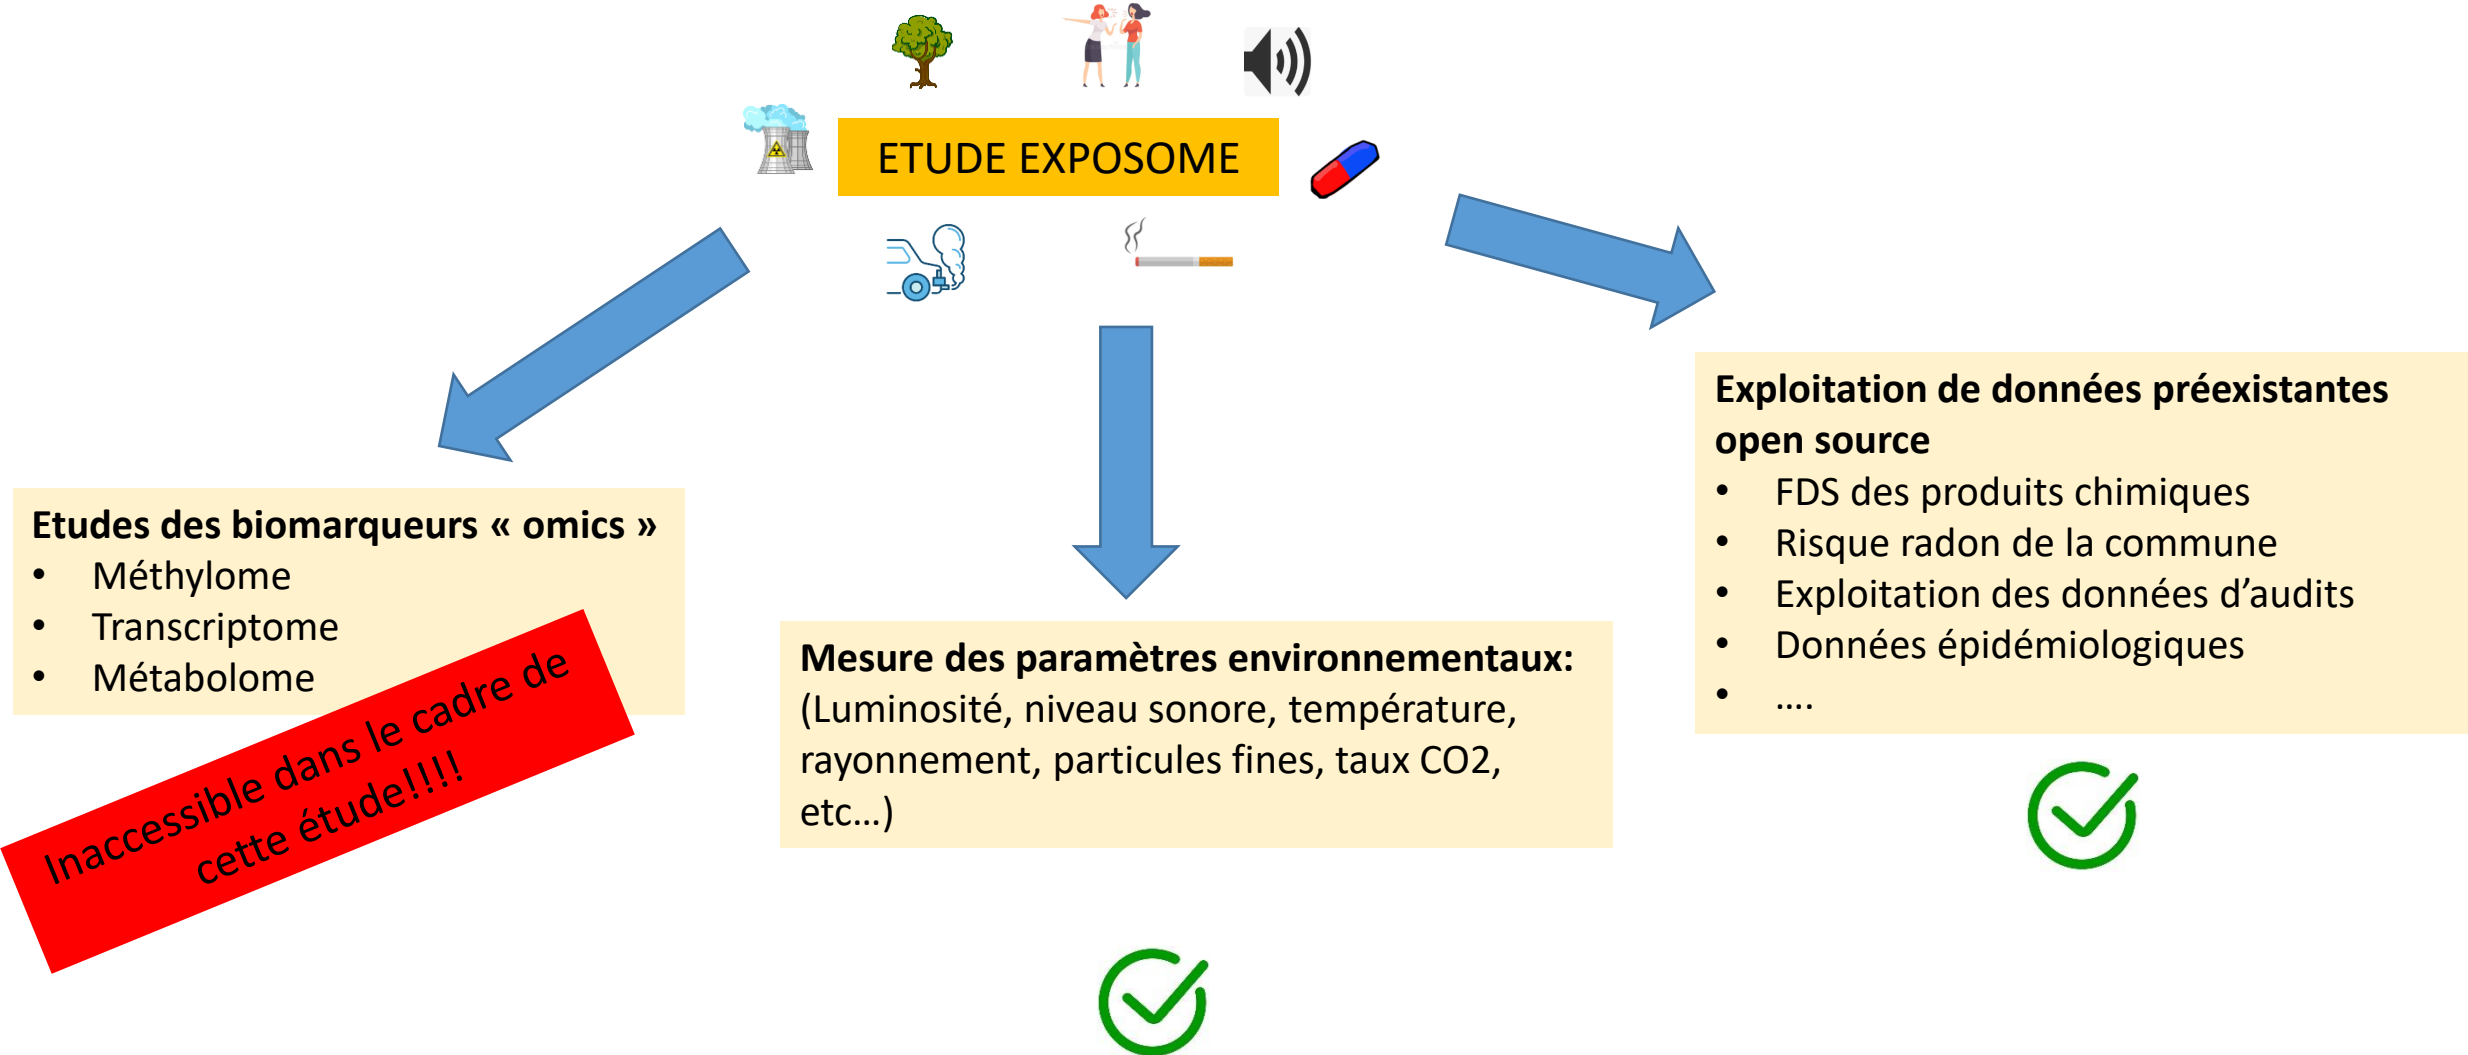 ETUDE EXPOSOME
Etudes des biomarqueurs « omics »
• Méthylome
• Transcriptome
• Métabolome
Inaccessible dans le cadre de
cette étude!!!!
Mesure des paramètres environnementaux:
(Luminosité, niveau sonore, température,
rayonnement, particules fines, taux CO2,
etc...)
Exploitation de données préexistantes
open source
• FDS des produits chimiques
• Risque radon de la commune
• Exploitation des données d’audits
• Données épidémiologiques
• ....